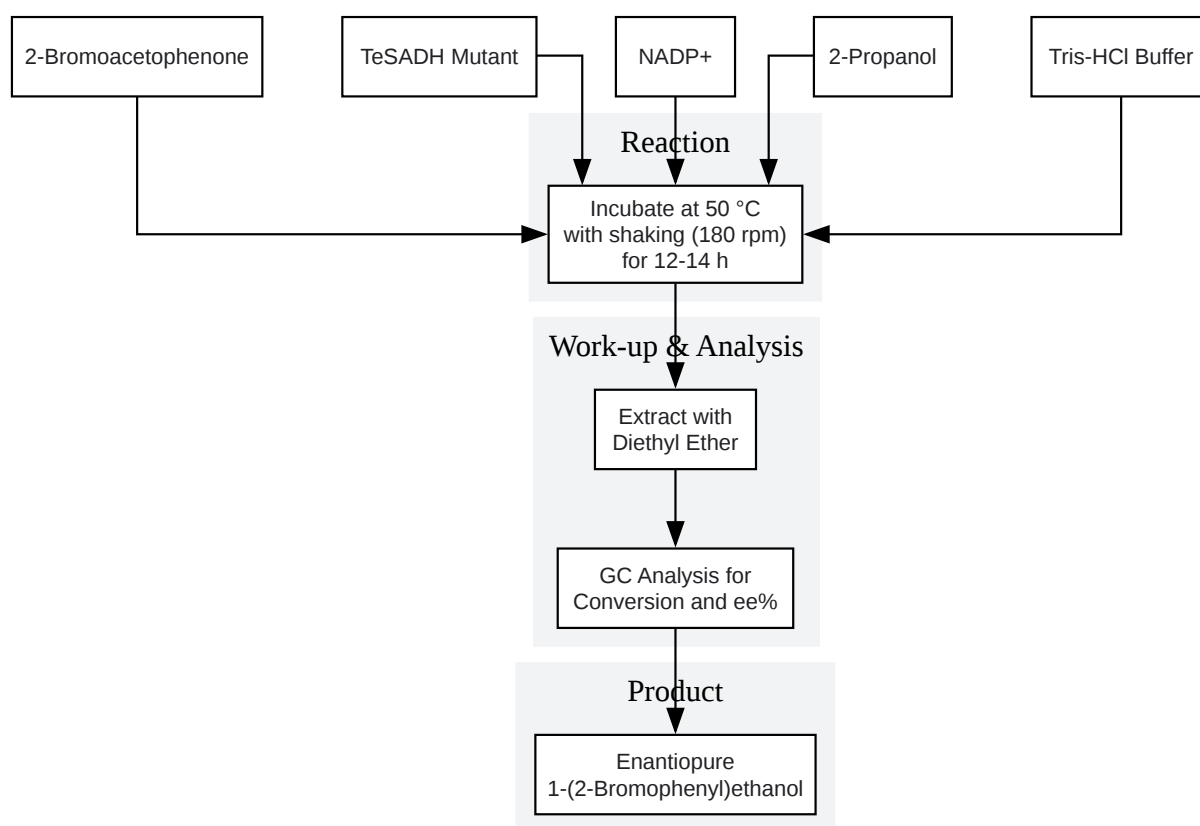 2-Bromoacetophenone
TeSADH Mutant
NADP+
2-Propanol
Tris-HCl Buffer
Reaction
Incubate at 50 °C
with shaking (180 rpm)
for 12-14 h
Work-up & Analysis
Extract with
Diethyl Ether
GC Analysis for
Conversion and ee%
Product
Enantiopure
1-(2-Bromophenyl)ethanol